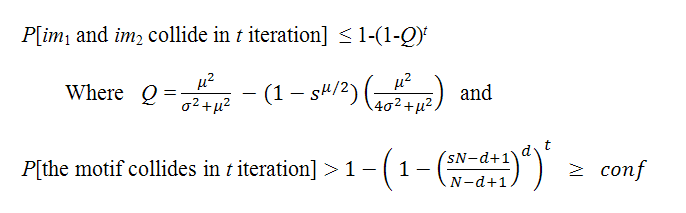 P[im₁ and im₂ collide in t iteration] ≤ 1-(1-Q)ᵗ
Where Q = μ²/(σ²+μ²) − (1 − s^(μ/2)) (μ²/(4σ²+μ²)) and
P[the motif collides in t iteration] > 1 − (1 − ((sN−d+1)/(N−d+1))^d)^t ≥ conf